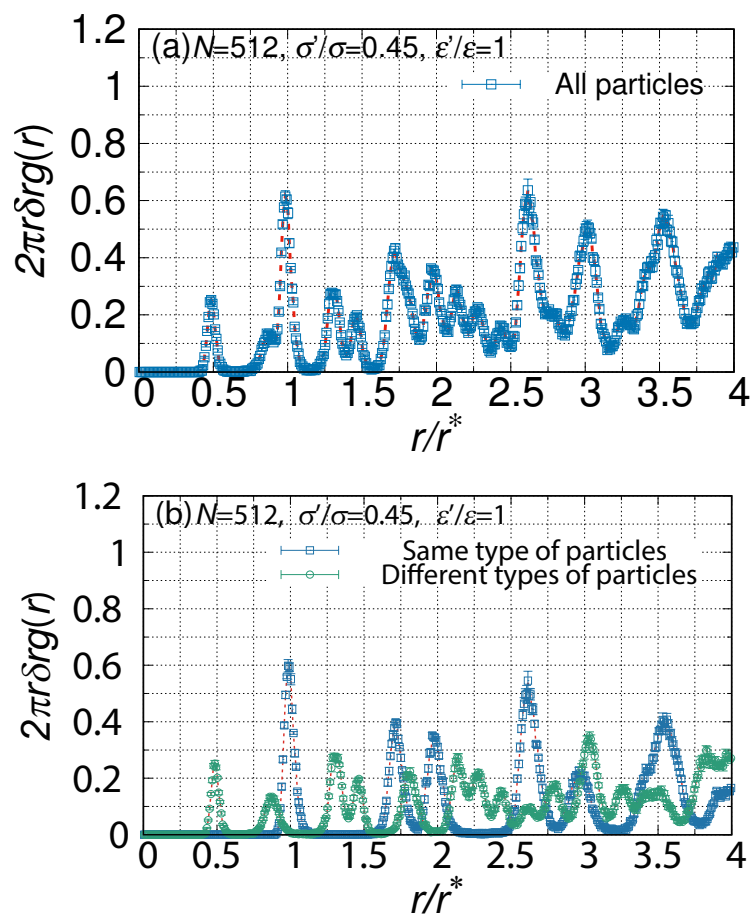 (a) N=512, σ'/σ=0.45, ε'/ε=1
All particles
1.2
1
0.8
0.6
0.4
0.2
0
2πrδrg(r)
0 0.5 1 1.5 2 2.5 3 3.5 4
r/r*
(b) N=512, σ'/σ=0.45, ε'/ε=1
Same type of particles
Different types of particles
1.2
1
0.8
0.6
0.4
0.2
0
2πrδrg(r)
0 0.5 1 1.5 2 2.5 3 3.5 4
r/r*